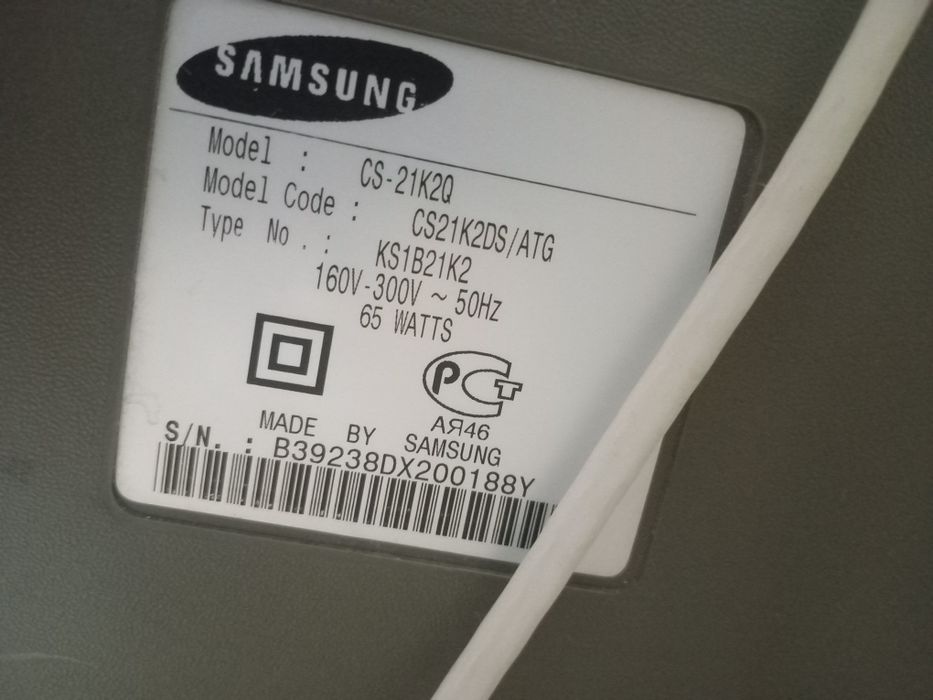 SAMSUNG
Model : CS-21K2Q
Model Code : CS21K2DS/ATG
Type No . : KS1B21K2
160V-300V ~ 50Hz
65 WATTS
РСТ
АЯ46
MADE BY SAMSUNG
S/N. : B39238DX200188Y